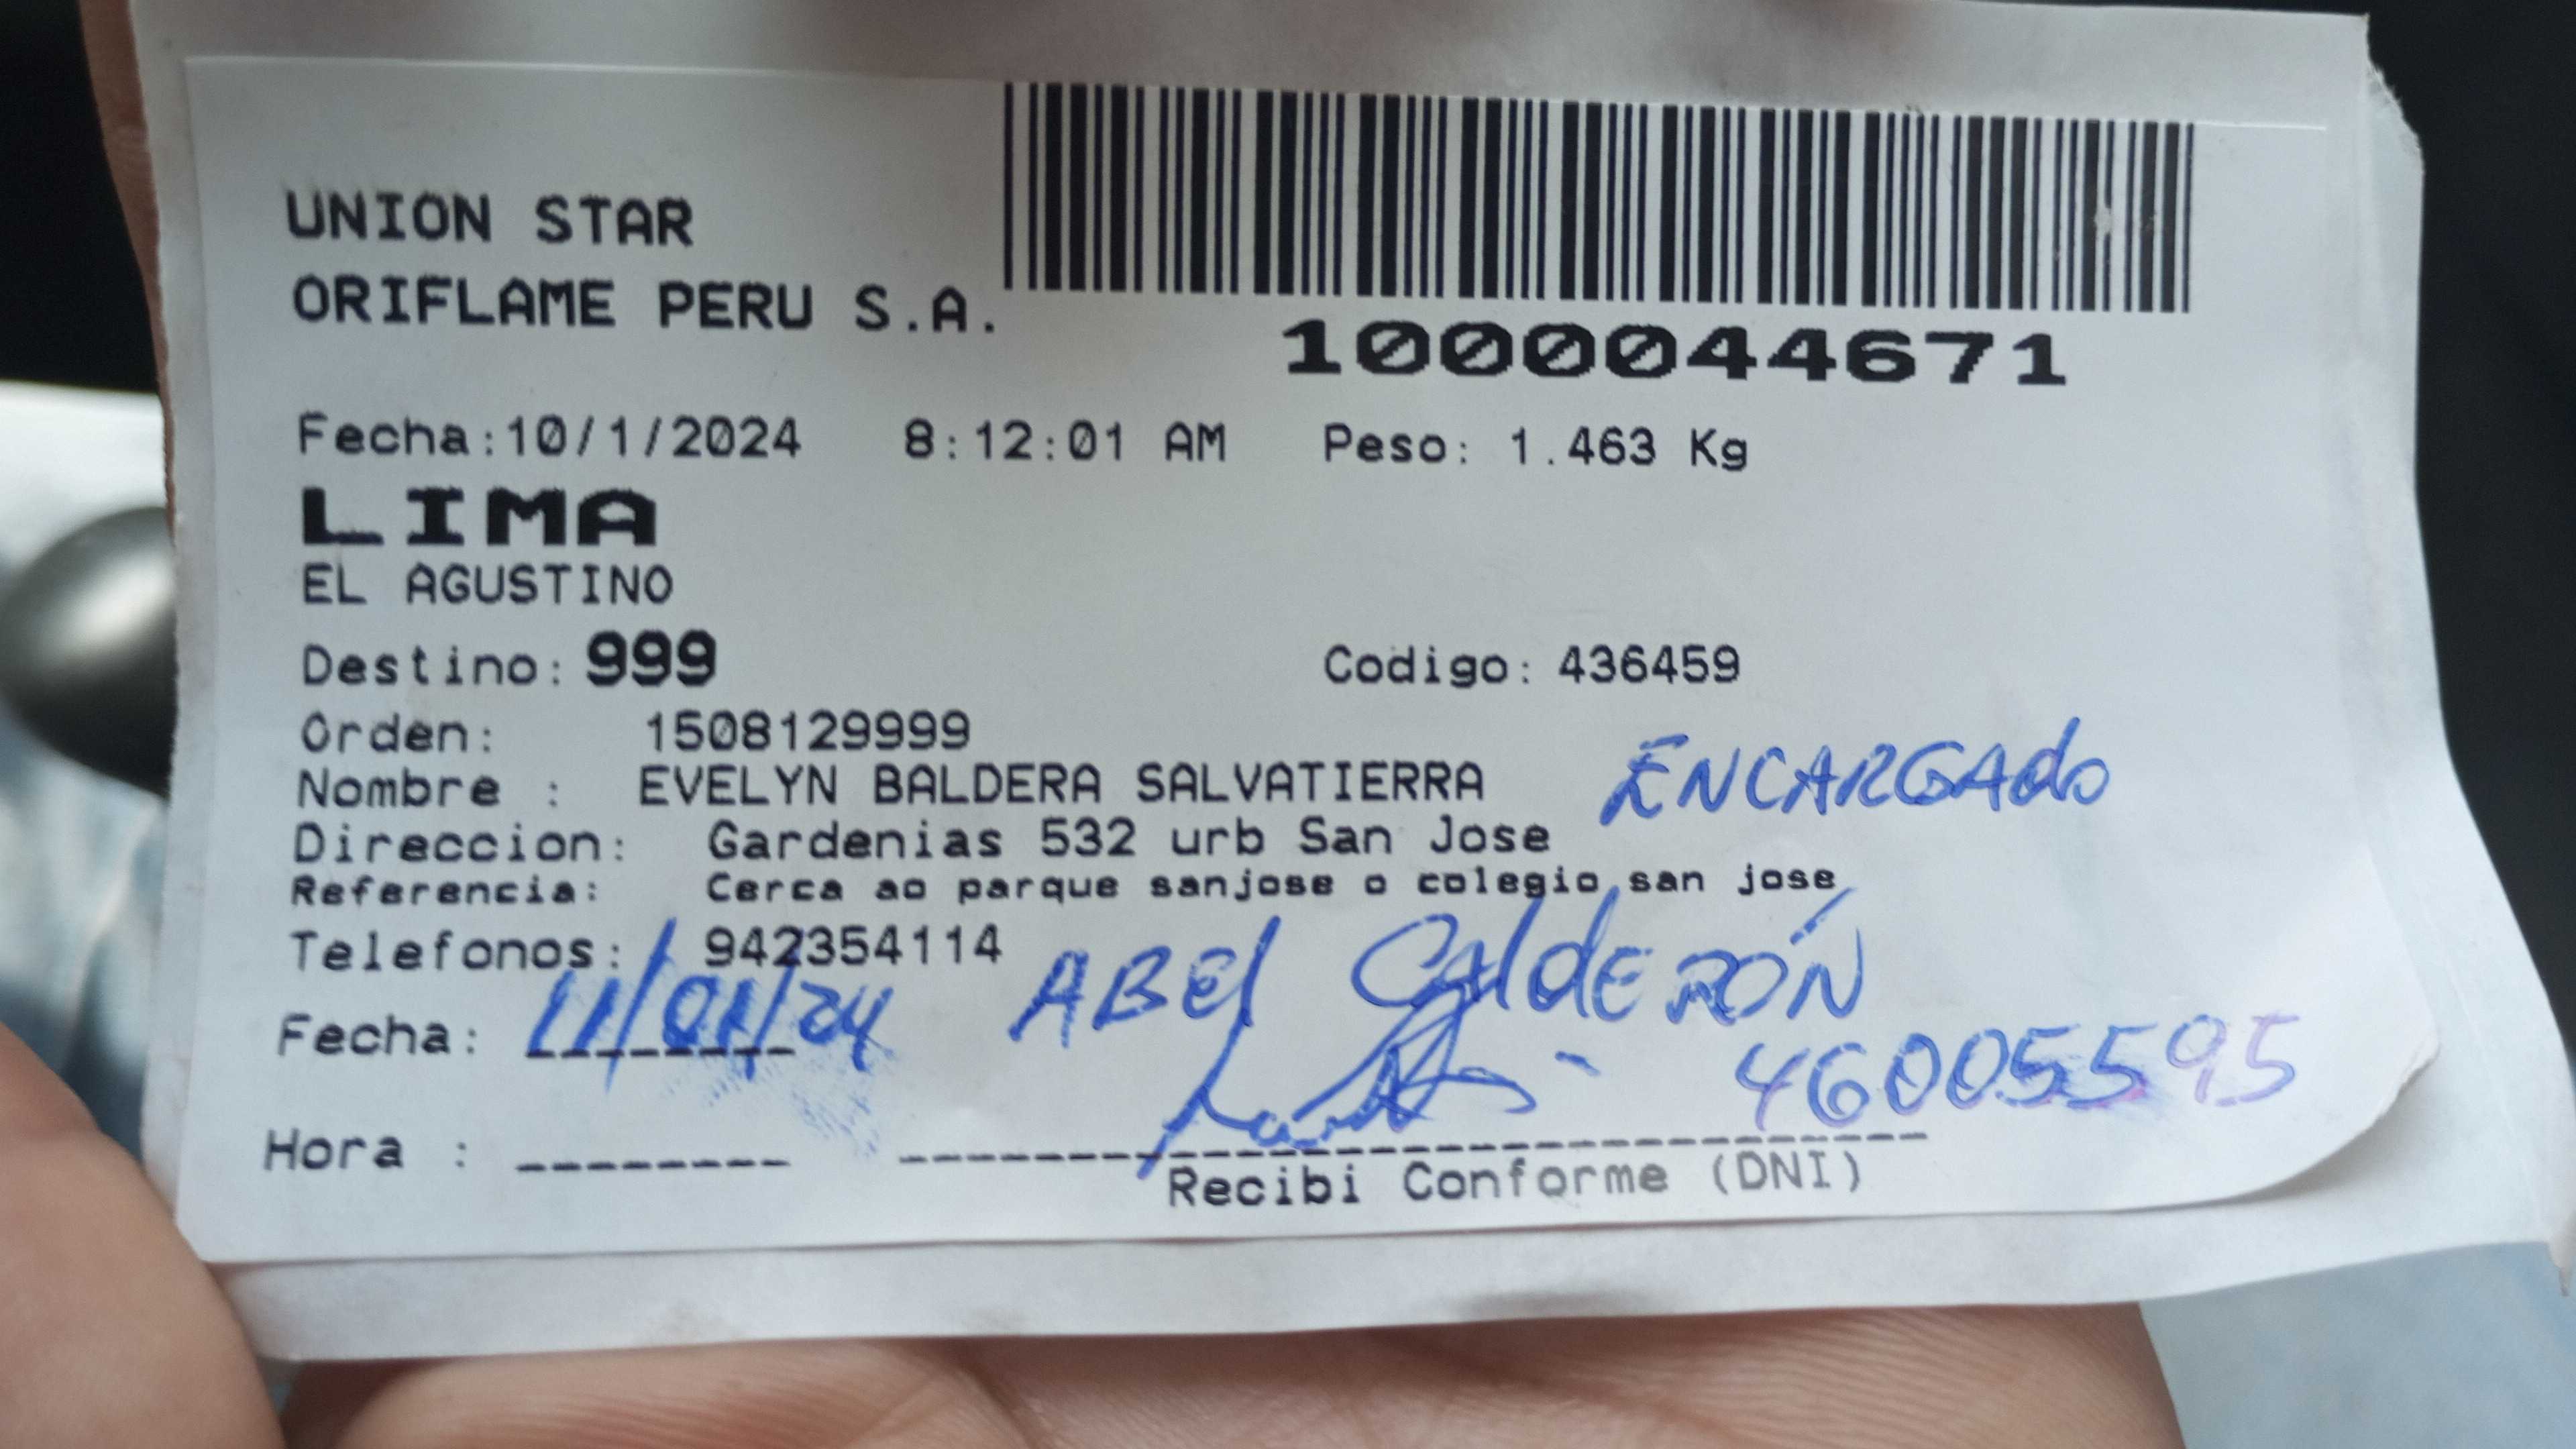 UNION STAR
ORIFLAME PERU S.A.
1000044671
Fecha:10/1/2024 8:12:01 AM Peso: 1.463 Kg
LIMA
EL AGUSTINO
Destino: 999 Codigo: 436459
Orden: 1508129999
Nombre : EVELYN BALDERA SALVATIERRA ENCARGAdo
Direccion: Gardenias 532 urb San Jose
Referencia: Cerca ao parque sanjose o colegio san jose
Telefonos: 942354114
ABEl CAldERÓN
Fecha: 11/01/24
46005595
Hora :
Recibi Conforme (DNI)